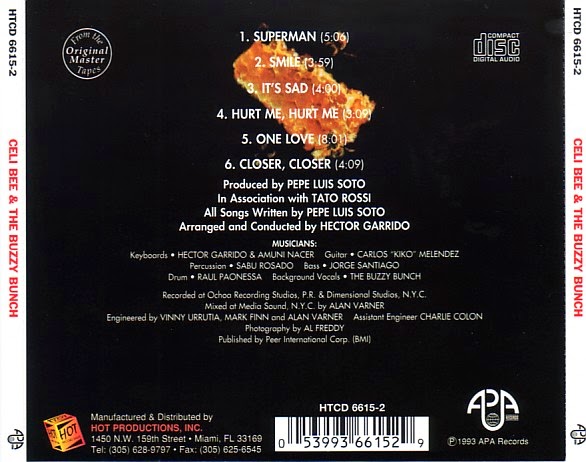 HTCD 6615-2
CELI BEE & THE BUZZY BUNCH
APA
From the
Original
Master
Tapes
COMPACT
disc
DIGITAL AUDIO
1. SUPERMAN (5:06)
2. SMILE (3:59)
3. IT'S SAD (4:00)
4. HURT ME, HURT ME (3:09)
5. ONE LOVE (8:01)
6. CLOSER, CLOSER (4:09)
Produced by PEPE LUIS SOTO
In Association with TATO ROSSI
All Songs Written by PEPE LUIS SOTO
Arranged and Conducted by HECTOR GARRIDO
MUSICIANS:
Keyboards • HECTOR GARRIDO & AMUNI NACER Guitar • CARLOS "KIKO" MELENDEZ
Percussion • SABU ROSADO Bass • JORGE SANTIAGO
Drum • RAUL PAONESSA Background Vocals • THE BUZZY BUNCH
Recorded at Ochoa Recording Studios, P.R. & Dimensional Studios, N.Y.C.
Mixed at Media Sound, N.Y.C. by ALAN VARNER
Engineered by VINNY URRUTIA, MARK FINN and ALAN VARNER Assistant Engineer CHARLIE COLON
Photography by AL FREDDY
Published by Peer International Corp. (BMI)
HOT
Manufactured & Distributed by
HOT PRODUCTIONS, INC.
1450 N.W. 159th Street • Miami, FL 33169
Tel: (305) 628-9797 • Fax: (305) 625-6545
HTCD 6615-2
0 53993 66152 9
APA
RECORDS
℗1993 APA Records
HTCD 6615-2
CELI BEE & THE BUZZY BUNCH
APA